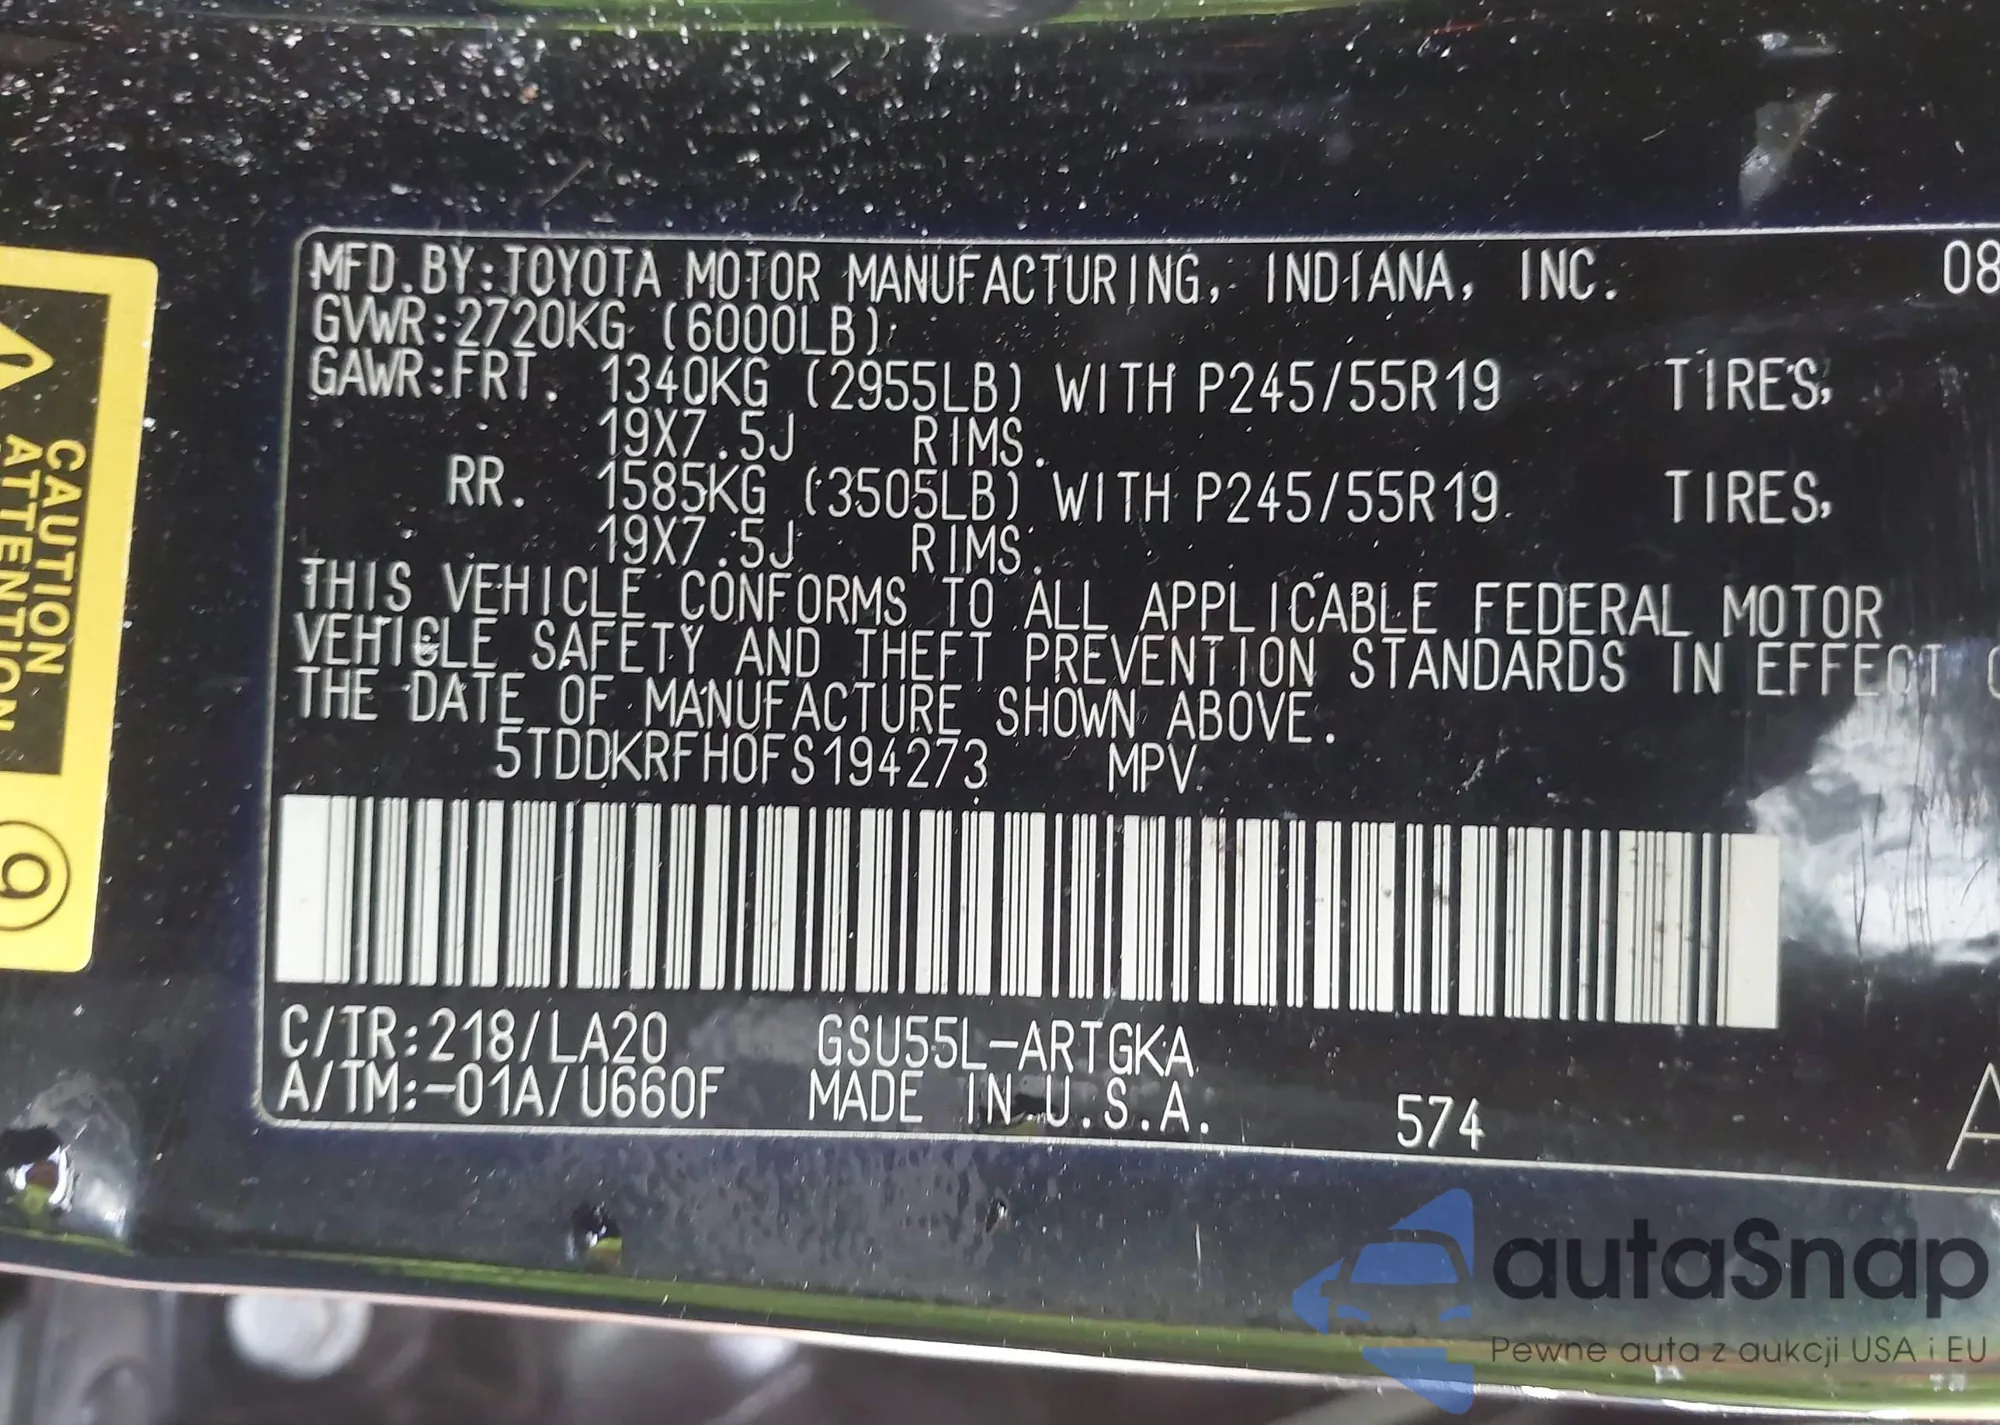 MFD.BY:TOYOTA MOTOR MANUFACTURING, INDIANA, INC. 08
GVWR:2720KG (6000LB)
GAWR:FRT. 1340KG (2955LB) WITH P245/55R19 TIRES,
19X7.5J RIMS.
RR. 1585KG (3505LB) WITH P245/55R19 TIRES,
19X7.5J RIMS.
THIS VEHICLE CONFORMS TO ALL APPLICABLE FEDERAL MOTOR
VEHICLE SAFETY AND THEFT PREVENTION STANDARDS IN EFFECT
THE DATE OF MANUFACTURE SHOWN ABOVE.
5TDDKRFH0FS194273 MPV
C/TR:218/LA20 GSU55L-ARTGKA
A/TM:-01A/U660F MADE IN U.S.A. 574
A
CAUTION
ATTENTION
9
autaSnap
Pewne auta z aukcji USA i EU